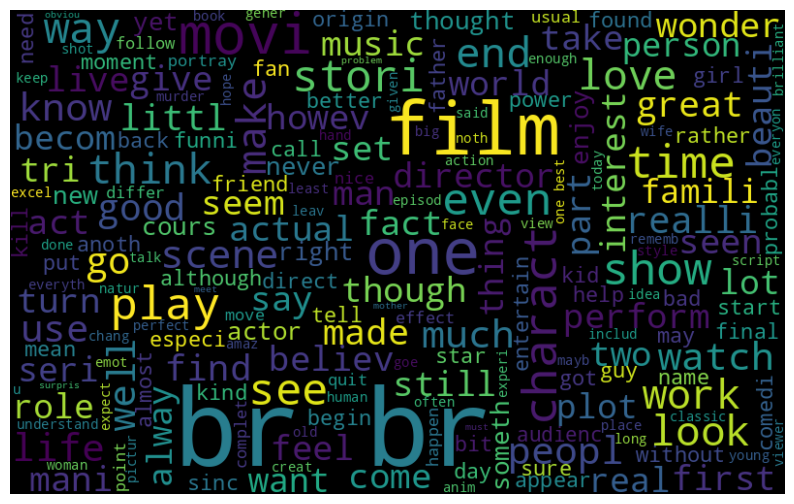 obviou
book
gener
origin
thought
usual
found
wonder
need
way
yet
shot
follow
moment
portray
movi
music
end
take
person
brilliant
keep
live
give
fan
stori
hope
problem
given
enough
better
father
world
power
love
girl
beauti
know
murder
make
howev
film
said
big
noth
enjoy
great
wife
rather
everyon
littl
becom
back
funni
call
set
hand
action
interest
time
today
tri
think
never
nice
man
director
part
famili
one best
probabl
excel
new
differ
friend
least
leav
episod
even
view
face
realli
rememb
seen
kill
act
good
seem
cours
actual
fact
one
thing
charact
style
script
done
talk
anoth
scene
right
though
show
lot
go
put
everyth
natur
although
direct
meet
mother
say
kid
help
bad
idea
start
turn
play
move
tell
effect
entertain
perform
may
final
use
mean
chang
perfect
especi
amaz
actor
made
much
includ
two
watch
seri
emot
find
believ
star
goe
experi
mayb
got
guy
name
u
surpris
expect
well
almost
kind
quit
human
see
still
often
someth
plot
work
comedi
role
understand
alway
br br
begin
happen
must
audienc
place
classic
look
life
point
pictur
complet
feel
old
bit
peopl
long
young
viewer
mani
woman
sinc
want
creat
come
day
anim
sure
appear
without
real
first